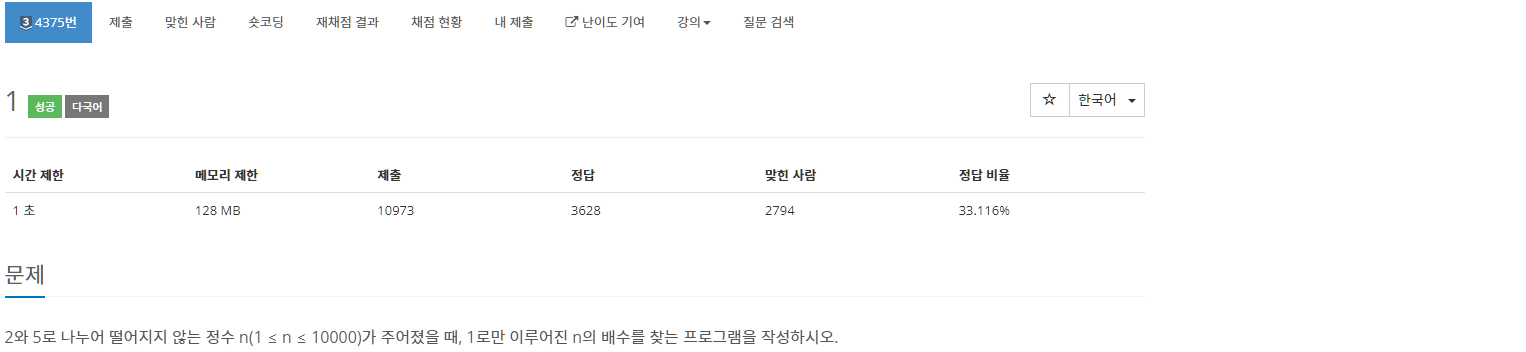 3 4375번 제출 맞힌 사람 숏코딩 재채점 결과 채점 현황 내 제출 난이도 기여 강의 질문 검색
1 성공 다국어 한국어
시간 제한 메모리 제한 제출 정답 맞힌 사람 정답 비율
1 초 128 MB 10973 3628 2794 33.116%
문제
2와 5로 나누어 떨어지지 않는 정수 n(1 ≤ n ≤ 10000)가 주어졌을 때, 1로만 이루어진 n의 배수를 찾는 프로그램을 작성하시오.